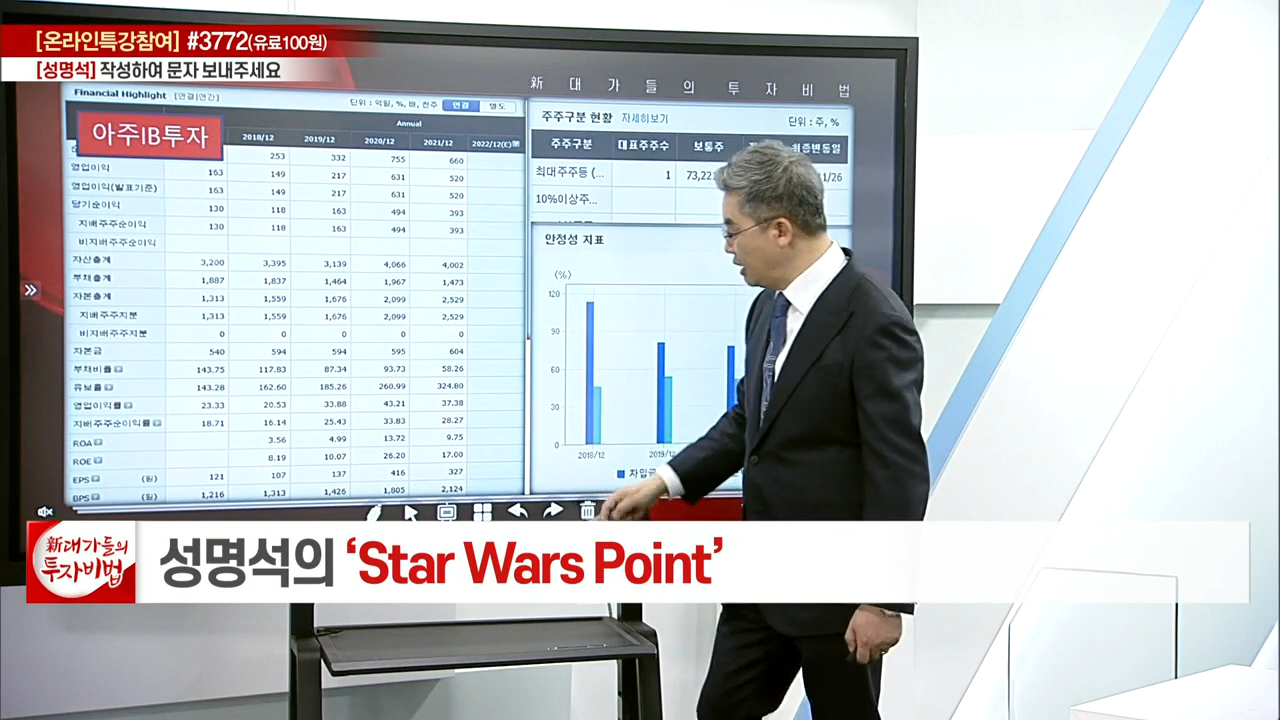 [온라인특강참여] #3772(유료100원)
[성명석] 작성하여 문자 보내주세요
新 대 가 들 의 투 자 비 법
Financial Highlight [연결|연간]
단위 : 억원, %, 배, 천주 연결 별도
아주IB투자
Annual
2018/12 2019/12 2020/12 2021/12 2022/12(E)
253 332 755 660
영업이익 163 149 217 631 520
영업이익(발표기준) 163 149 217 631 520
당기순이익 130 118 163 494 393
지배주주순이익 130 118 163 494 393
비지배주주순이익
자산총계 3,200 3,395 3,139 4,066 4,002
부채총계 1,887 1,837 1,464 1,967 1,473
자본총계 1,313 1,559 1,676 2,099 2,529
지배주주지분 1,313 1,559 1,676 2,099 2,529
비지배주주지분 0 0 0 0 0
자본금 540 594 594 595 604
부채비율 143.75 117.83 87.34 93.73 58.26
유보율 143.28 162.60 185.26 260.99 324.80
영업이익률 23.33 20.53 33.88 43.21 37.38
지배주주순이익률 18.71 16.14 25.43 33.83 28.27
ROA 3.56 4.99 13.72 9.75
ROE 8.19 10.07 26.20 17.00
EPS (원) 121 107 137 416 327
BPS (원) 1,216 1,313 1,426 1,805 2,124
주주구분 현황 자세히보기 단위 : 주, %
주주구분 대표주주수 보통주
최대주주등 (... 1 73,22
10%이상주...
안정성 지표
(%)
120
90
60
30
0
2018/12 2019/12
차입금
新대가들의
투자비법
성명석의 ‘Star Wars Point’